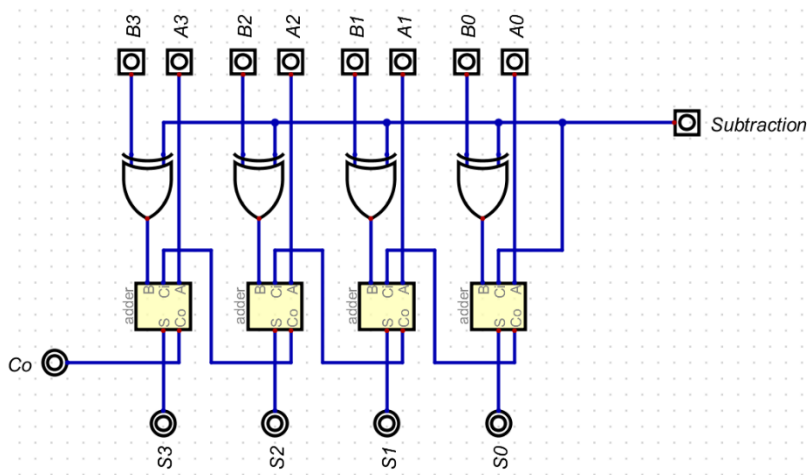 B3
A3
B2
A2
B1
A1
B0
A0
Subtraction
adder
B
Ci
A
S
Co
adder
B
Ci
A
S
Co
adder
B
Ci
A
S
Co
adder
B
Ci
A
S
Co
Co
S3
S2
S1
S0